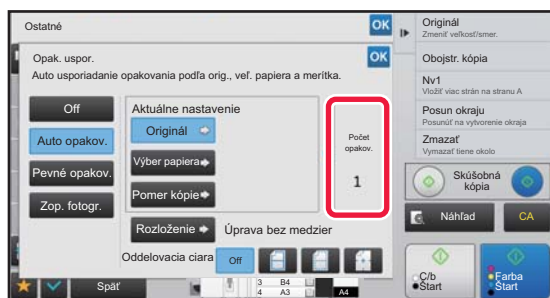 Ostatné
OK
Opak. uspor.
OK
Auto usporiadanie opakovania podľa orig., veľ. papiera a merítka.
Off
Auto opakov.
Pevné opakov.
Zop. fotogr.
Aktuálne nastavenie
Originál
Výber papiera
Pomer kópie
Počet
opakov.
1
Rozloženie
Úprava bez medzier
Oddelovacia ciara
Off
Späť
3 B4
4 A3
A4
Originál
Zmeniť veľkosť/smer.
Obojstr. kópia
Nv1
Vložiť viac strán na stranu A
Posun okraju
Posunúť na vytvorenie okraja
Zmazať
Vymazať tiene okolo
Skúšobná
kópia
Náhľad
CA
Č/b
Štart
Farba
Štart